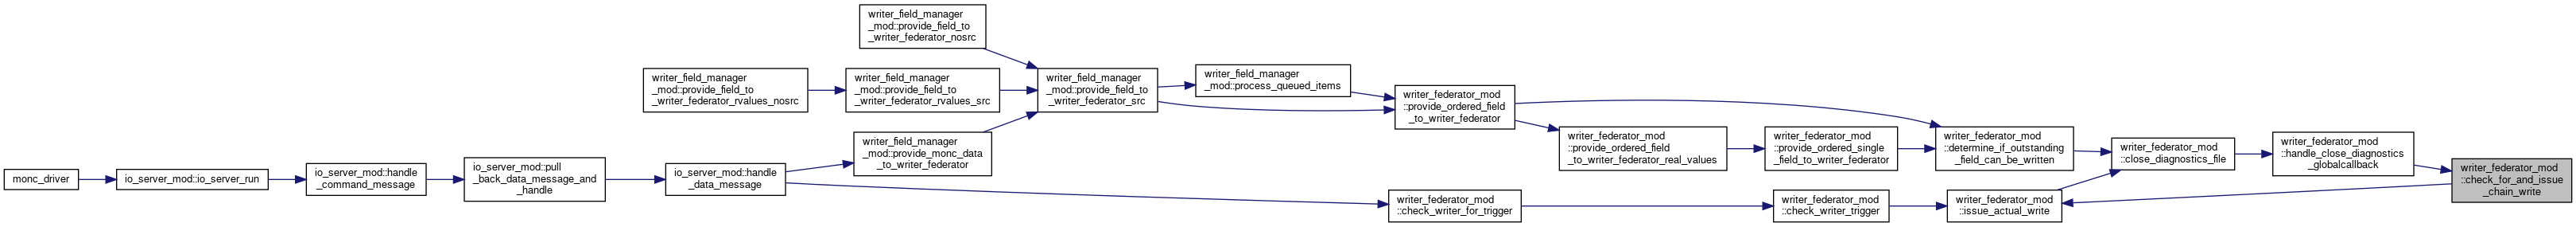 monc_driver
io_server_mod::io_server_run
io_server_mod::handle
_command_message
io_server_mod::pull
_back_data_message_and
_handle
io_server_mod::handle
_data_message
writer_field_manager
_mod::provide_field_to
_writer_federator_rvalues_nosrc
writer_field_manager
_mod::provide_field_to
_writer_federator_nosrc
writer_field_manager
_mod::provide_field_to
_writer_federator_rvalues_src
writer_field_manager
_mod::provide_monc_data
_to_writer_federator
writer_field_manager
_mod::provide_field_to
_writer_federator_src
writer_field_manager
_mod::process_queued_items
writer_federator_mod
::provide_ordered_field
_to_writer_federator
writer_federator_mod
::check_writer_for_trigger
writer_federator_mod
::provide_ordered_field
_to_writer_federator_real_values
writer_federator_mod
::provide_ordered_single
_field_to_writer_federator
writer_federator_mod
::check_writer_trigger
writer_federator_mod
::determine_if_outstanding
_field_can_be_written
writer_federator_mod
::issue_actual_write
writer_federator_mod
::close_diagnostics_file
writer_federator_mod
::handle_close_diagnostics
_globalcallback
writer_federator_mod
::check_for_and_issue
_chain_write